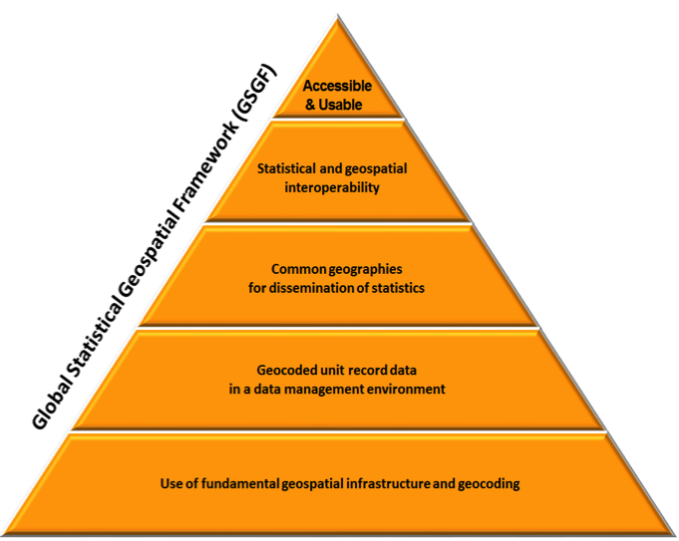 Global Statistical Geospatial Framework (GSGF)
Accessible
& Usable
Statistical and geospatial
interoperability
Common geographies
for dissemination of statistics
Geocoded unit record data
in a data management environment
Use of fundamental geospatial infrastructure and geocoding